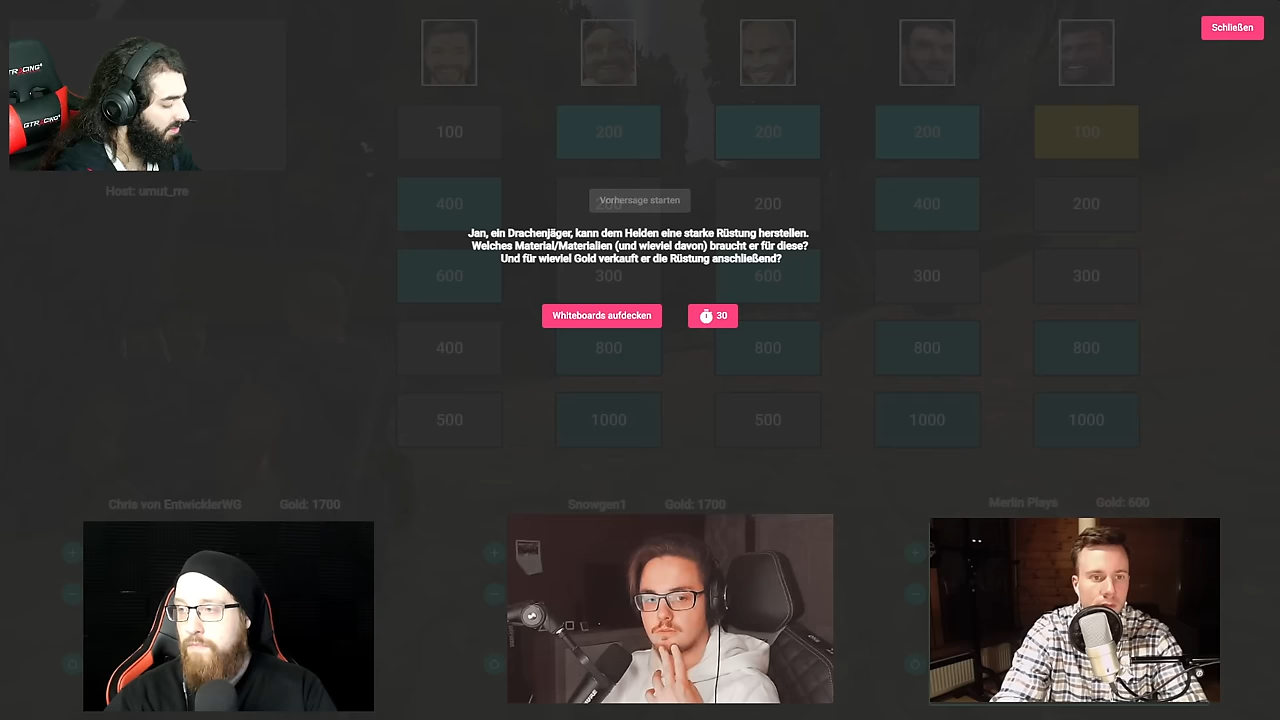 Schließen
GTRACING
GTRACING
Host: umut_rre
100
200
200
200
100
400
200
200
400
200
Vorhersage starten
Jan, ein Drachenjäger, kann dem Helden eine starke Rüstung herstellen.
Welches Material/Materialien (und wieviel davon) braucht er für diese?
Und für wieviel Gold verkauft er die Rüstung anschließend?
600
300
600
300
300
Whiteboards aufdecken
30
400
800
800
800
800
500
1000
500
1000
1000
Chris von EntwicklerWG Gold: 1700
Snowgen1 Gold: 1700
Merlin Plays Gold: 600